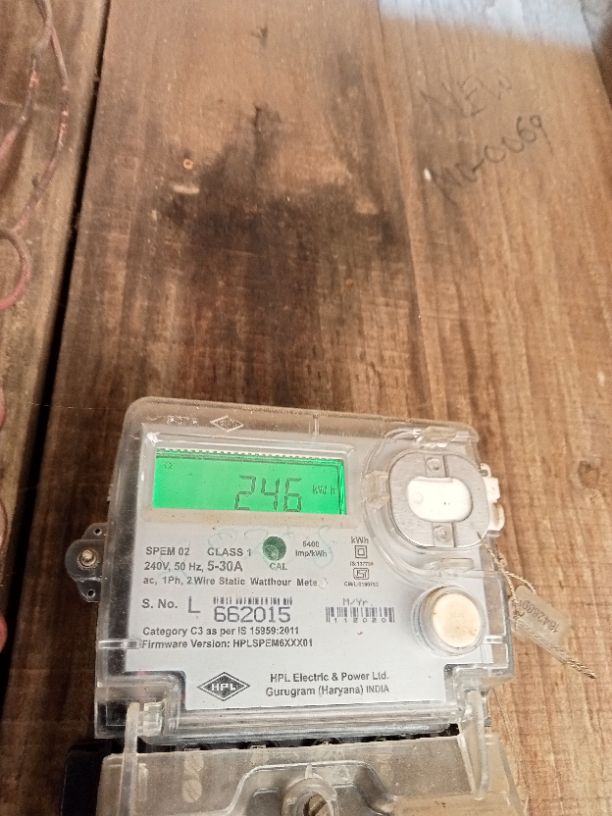 NEW
246 kWh
SPEM 02 CLASS 1
6400
imp/kWh
kWh
240V, 50 Hz, 5-30A
CAL
ac, 1Ph, 2 Wire Static Watthour Meter
S. No. L 662015
M/Yr.
112020
Category C3 as per IS 15959:2011
Firmware Version: HPLSPEM6XXX01
HPL
HPL Electric & Power Ltd.
Gurugram (Haryana) INDIA